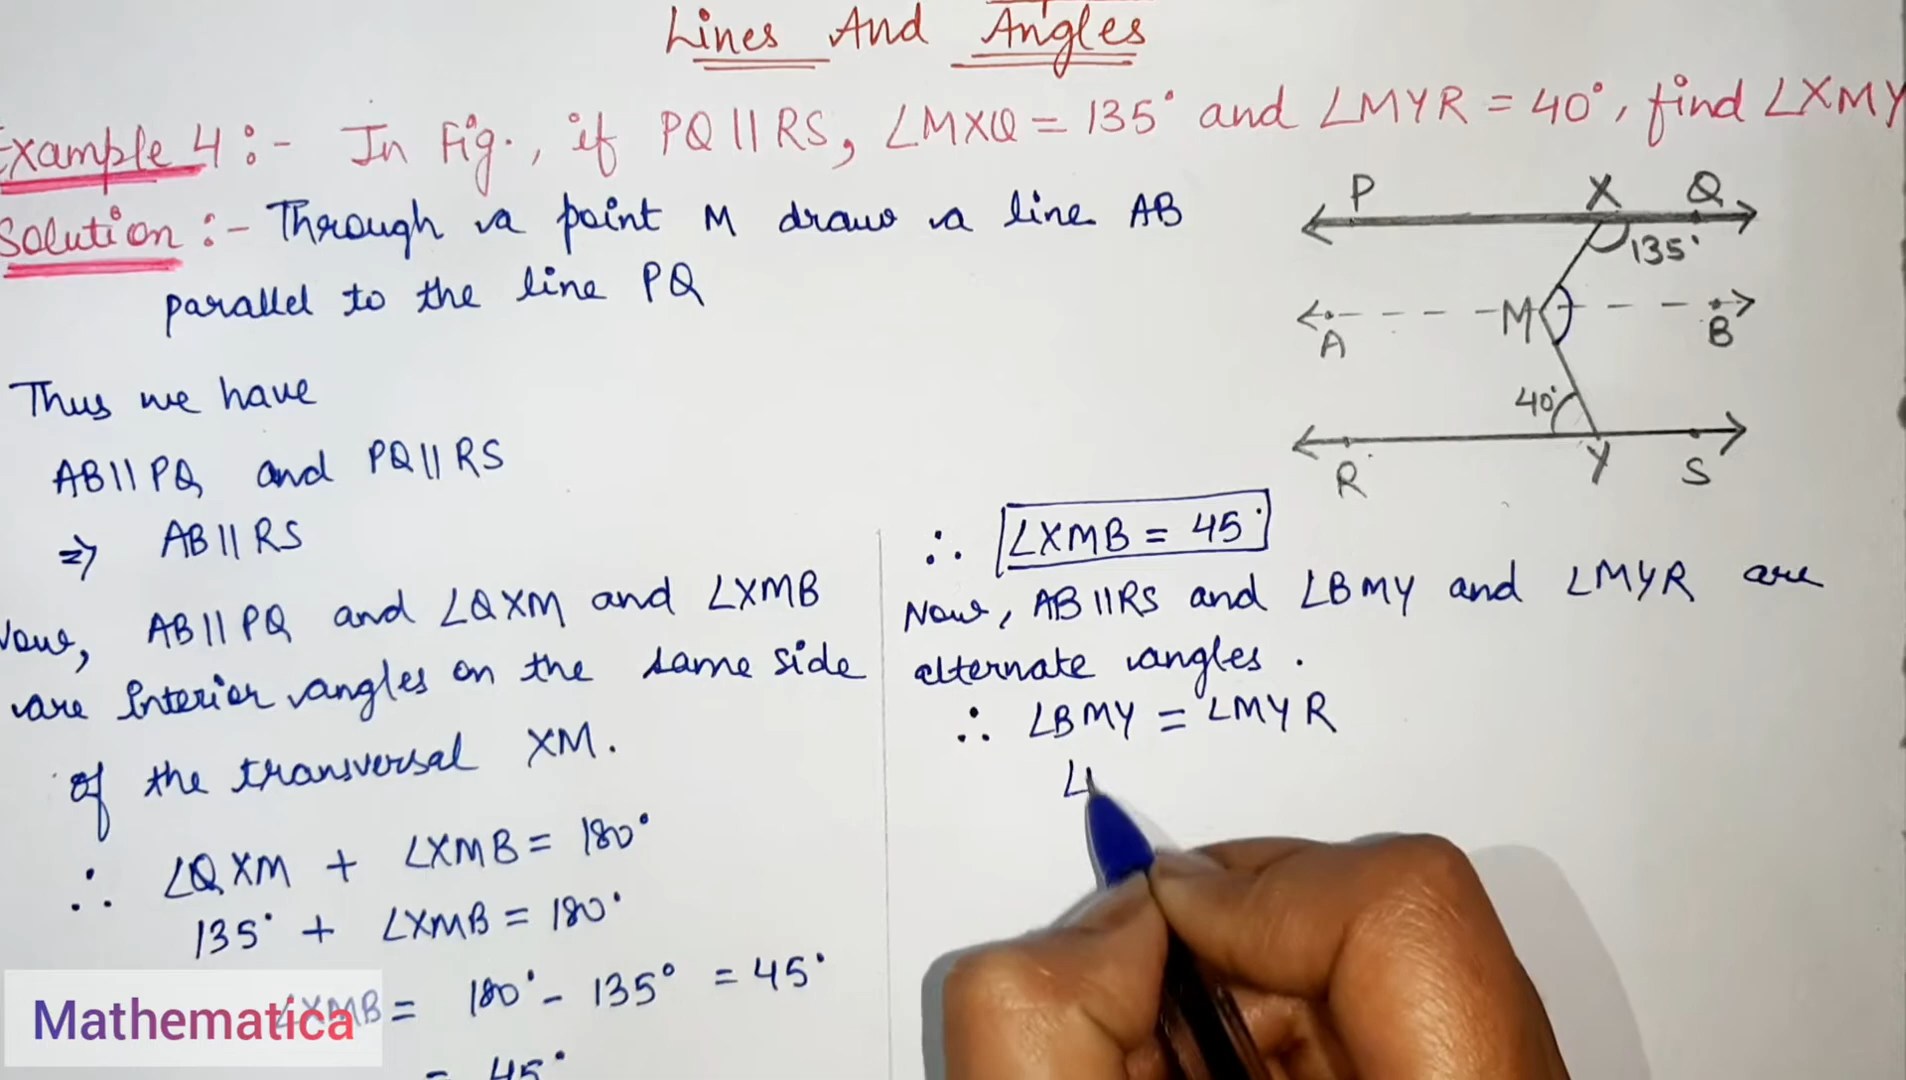 Lines And Angles
Example 4 :- In Fig., if PQ || RS, ∠MXQ = 135° and ∠MYR = 40°, find ∠XMY
Solution :- Through a point M draw a line AB
parallel to the line PQ
Thus we have
AB || PQ and PQ || RS
⇒ AB || RS
Now, AB || PQ and ∠QXM and ∠XMB
are Interior angles on the same side
of the transversal XM.
∴ ∠QXM + ∠XMB = 180°
135° + ∠XMB = 180°
∠XMB = 180° - 135° = 45°
= 45°
∴ ∠XMB = 45°
Now, AB || RS and ∠BMY and ∠MYR are
alternate angles.
∴ ∠BMY = ∠MYR
∠
P X Q
135°
M
A B
40°
R Y S
Mathematica